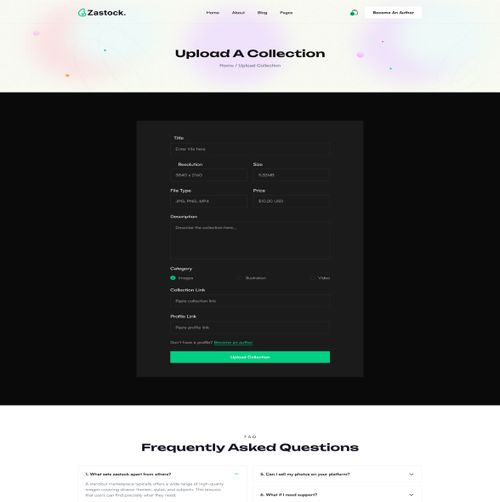 Zastock.
Home About Blog Pages
Become An Author
Upload A Collection
Home / Upload Collection
Title
Enter title here
Resolution Size
3840 x 2160 5.32MB
File Type Price
JPG, PNG, MP4 $10.00 USD
Description
Describe the collection here...
Category
Images Illustration Video
Collection Link
Paste collection link
Profile Link
Paste profile link
Don't have a profile? Become an author
Upload Collection
FAQ
Frequently Asked Questions
1. What sets zastock apart from others?
A standout marketplace typically offers a wide range of high-quality
images covering diverse themes, styles, and subjects. This ensures
that users can find precisely what they need.
5. Can I sell my photos on your platform?
6. What if I need support?